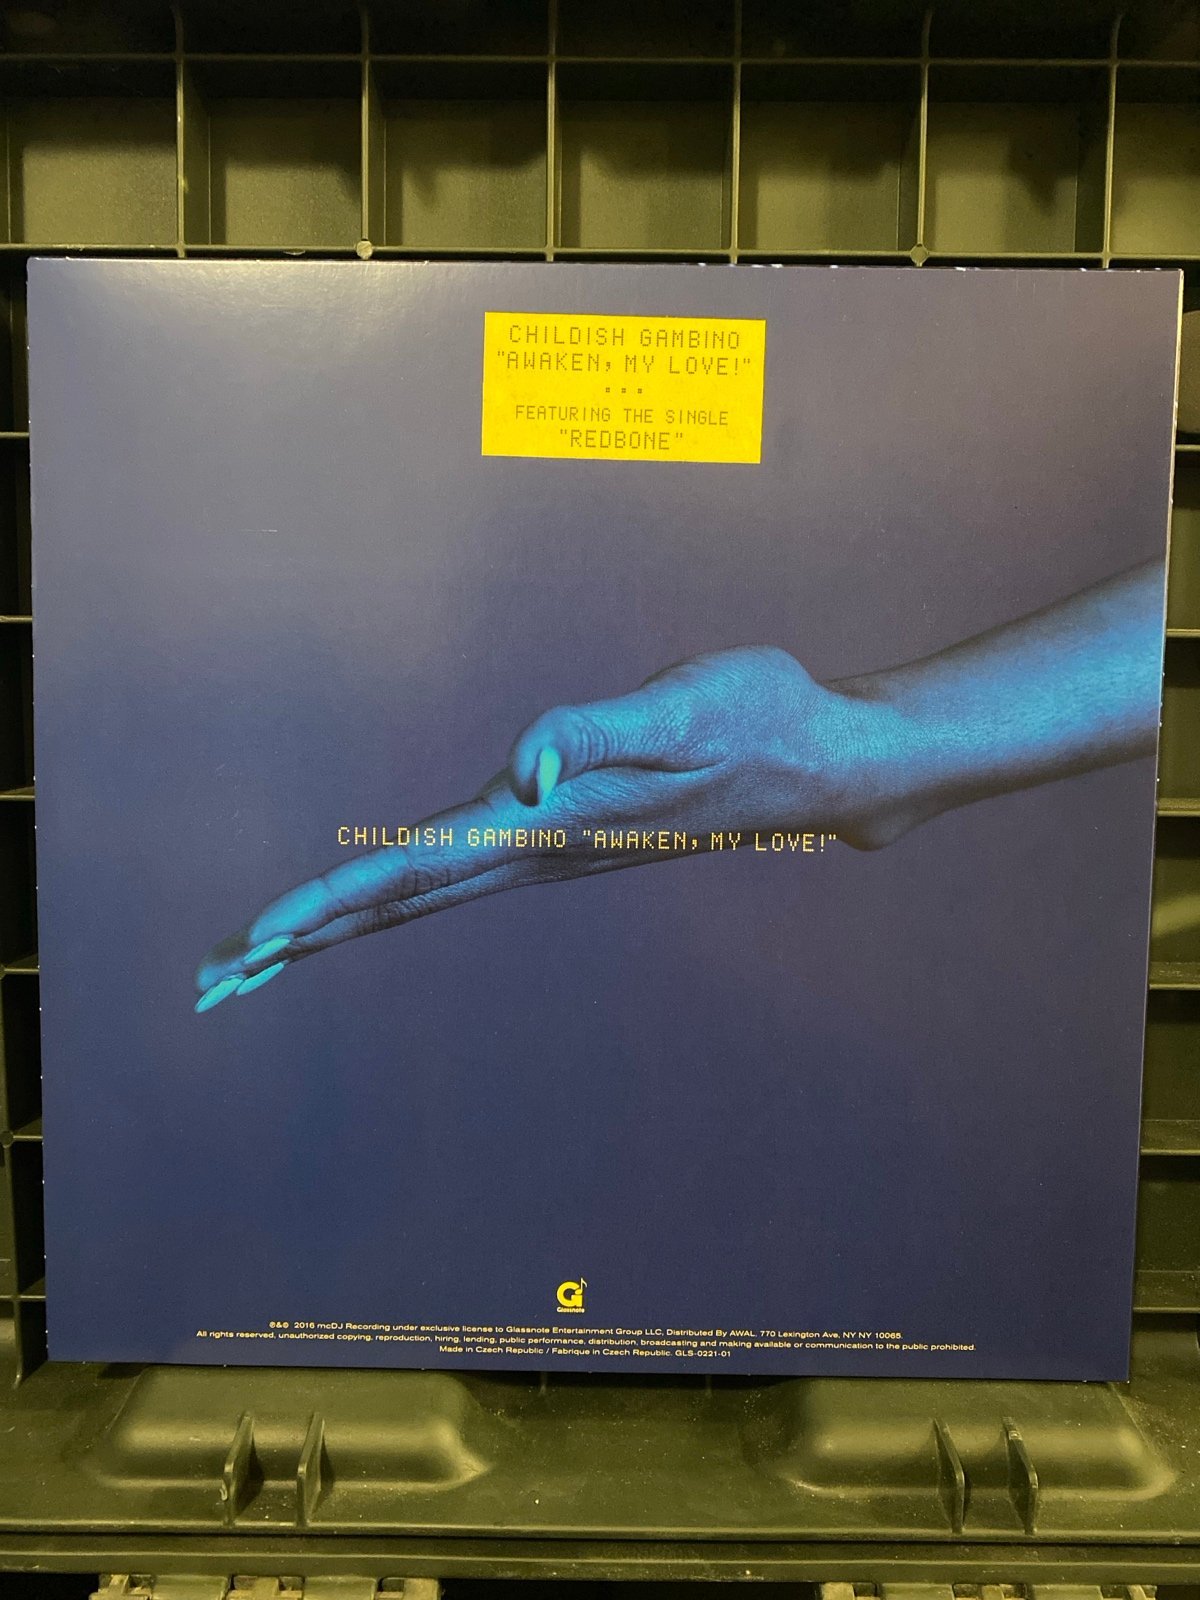 CHILDISH GAMBINO
"AWAKEN, MY LOVE!"
...
FEATURING THE SINGLE
"REDBONE"
CHILDISH GAMBINO "AWAKEN, MY LOVE!"
G
Glassnote
℗&© 2016 mcDJ Recording under exclusive license to Glassnote Entertainment Group LLC, Distributed By AWAL, 770 Lexington Ave, NY NY 10065.
All rights reserved, unauthorized copying, reproduction, hiring, lending, public performance, distribution, broadcasting and making available or communication to the public prohibited.
Made in Czech Republic / Fabrique in Czech Republic. GLS-0221-01